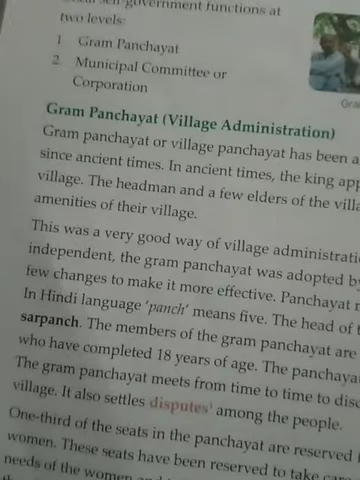 self-government functions at
two levels:
1 Gram Panchayat
2. Municipal Committee or
Corporation
Gra
Gram Panchayat (Village Administration)
Gram panchayat or village panchayat has been a
since ancient times. In ancient times, the king app
village. The headman and a few elders of the villa
amenities of their village.
This was a very good way of village administrati
independent, the gram panchayat was adopted by
few changes to make it more effective. Panchayat r
In Hindi language 'panch' means five. The head of t
sarpanch. The members of the gram panchayat are
who have completed 18 years of age. The panchaya
The gram panchayat meets from time to time to disc
village. It also settles disputes¹ among the people.
One-third of the seats in the panchayat are reserved
women. These seats have been reserved to take care
needs of the women and